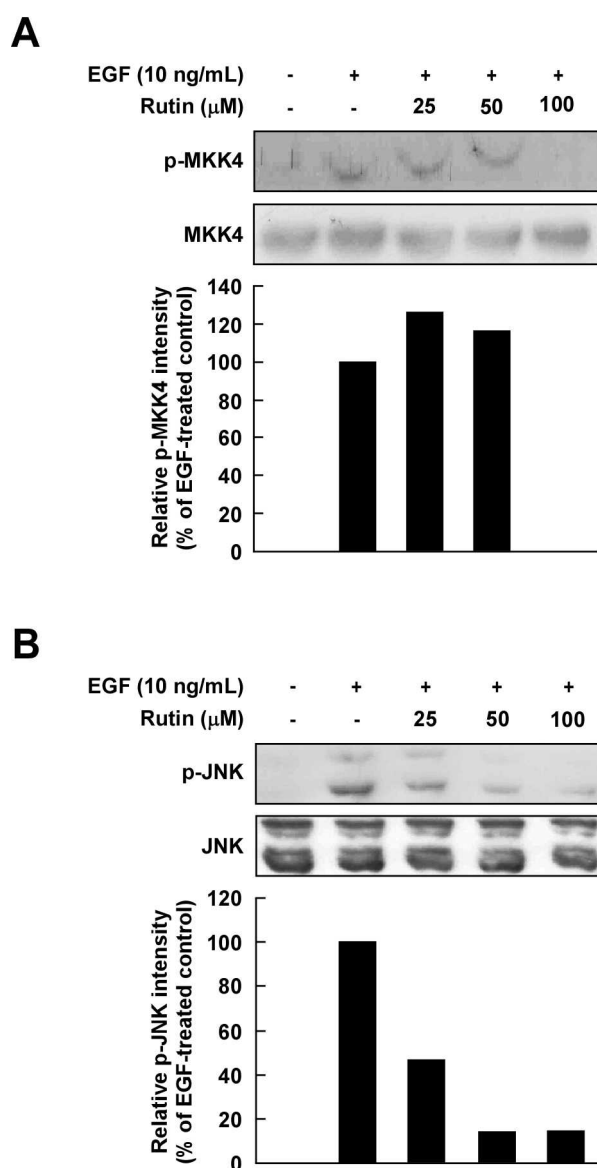 A
EGF (10 ng/mL) - + + + +
Rutin (μM) - - 25 50 100
p-MKK4
MKK4
Relative p-MKK4 intensity
(% of EGF-treated control)
140
120
100
80
60
40
20
0
B
EGF (10 ng/mL) - + + + +
Rutin (μM) - - 25 50 100
p-JNK
JNK
Relative p-JNK intensity
(% of EGF-treated control)
120
100
80
60
40
20
0